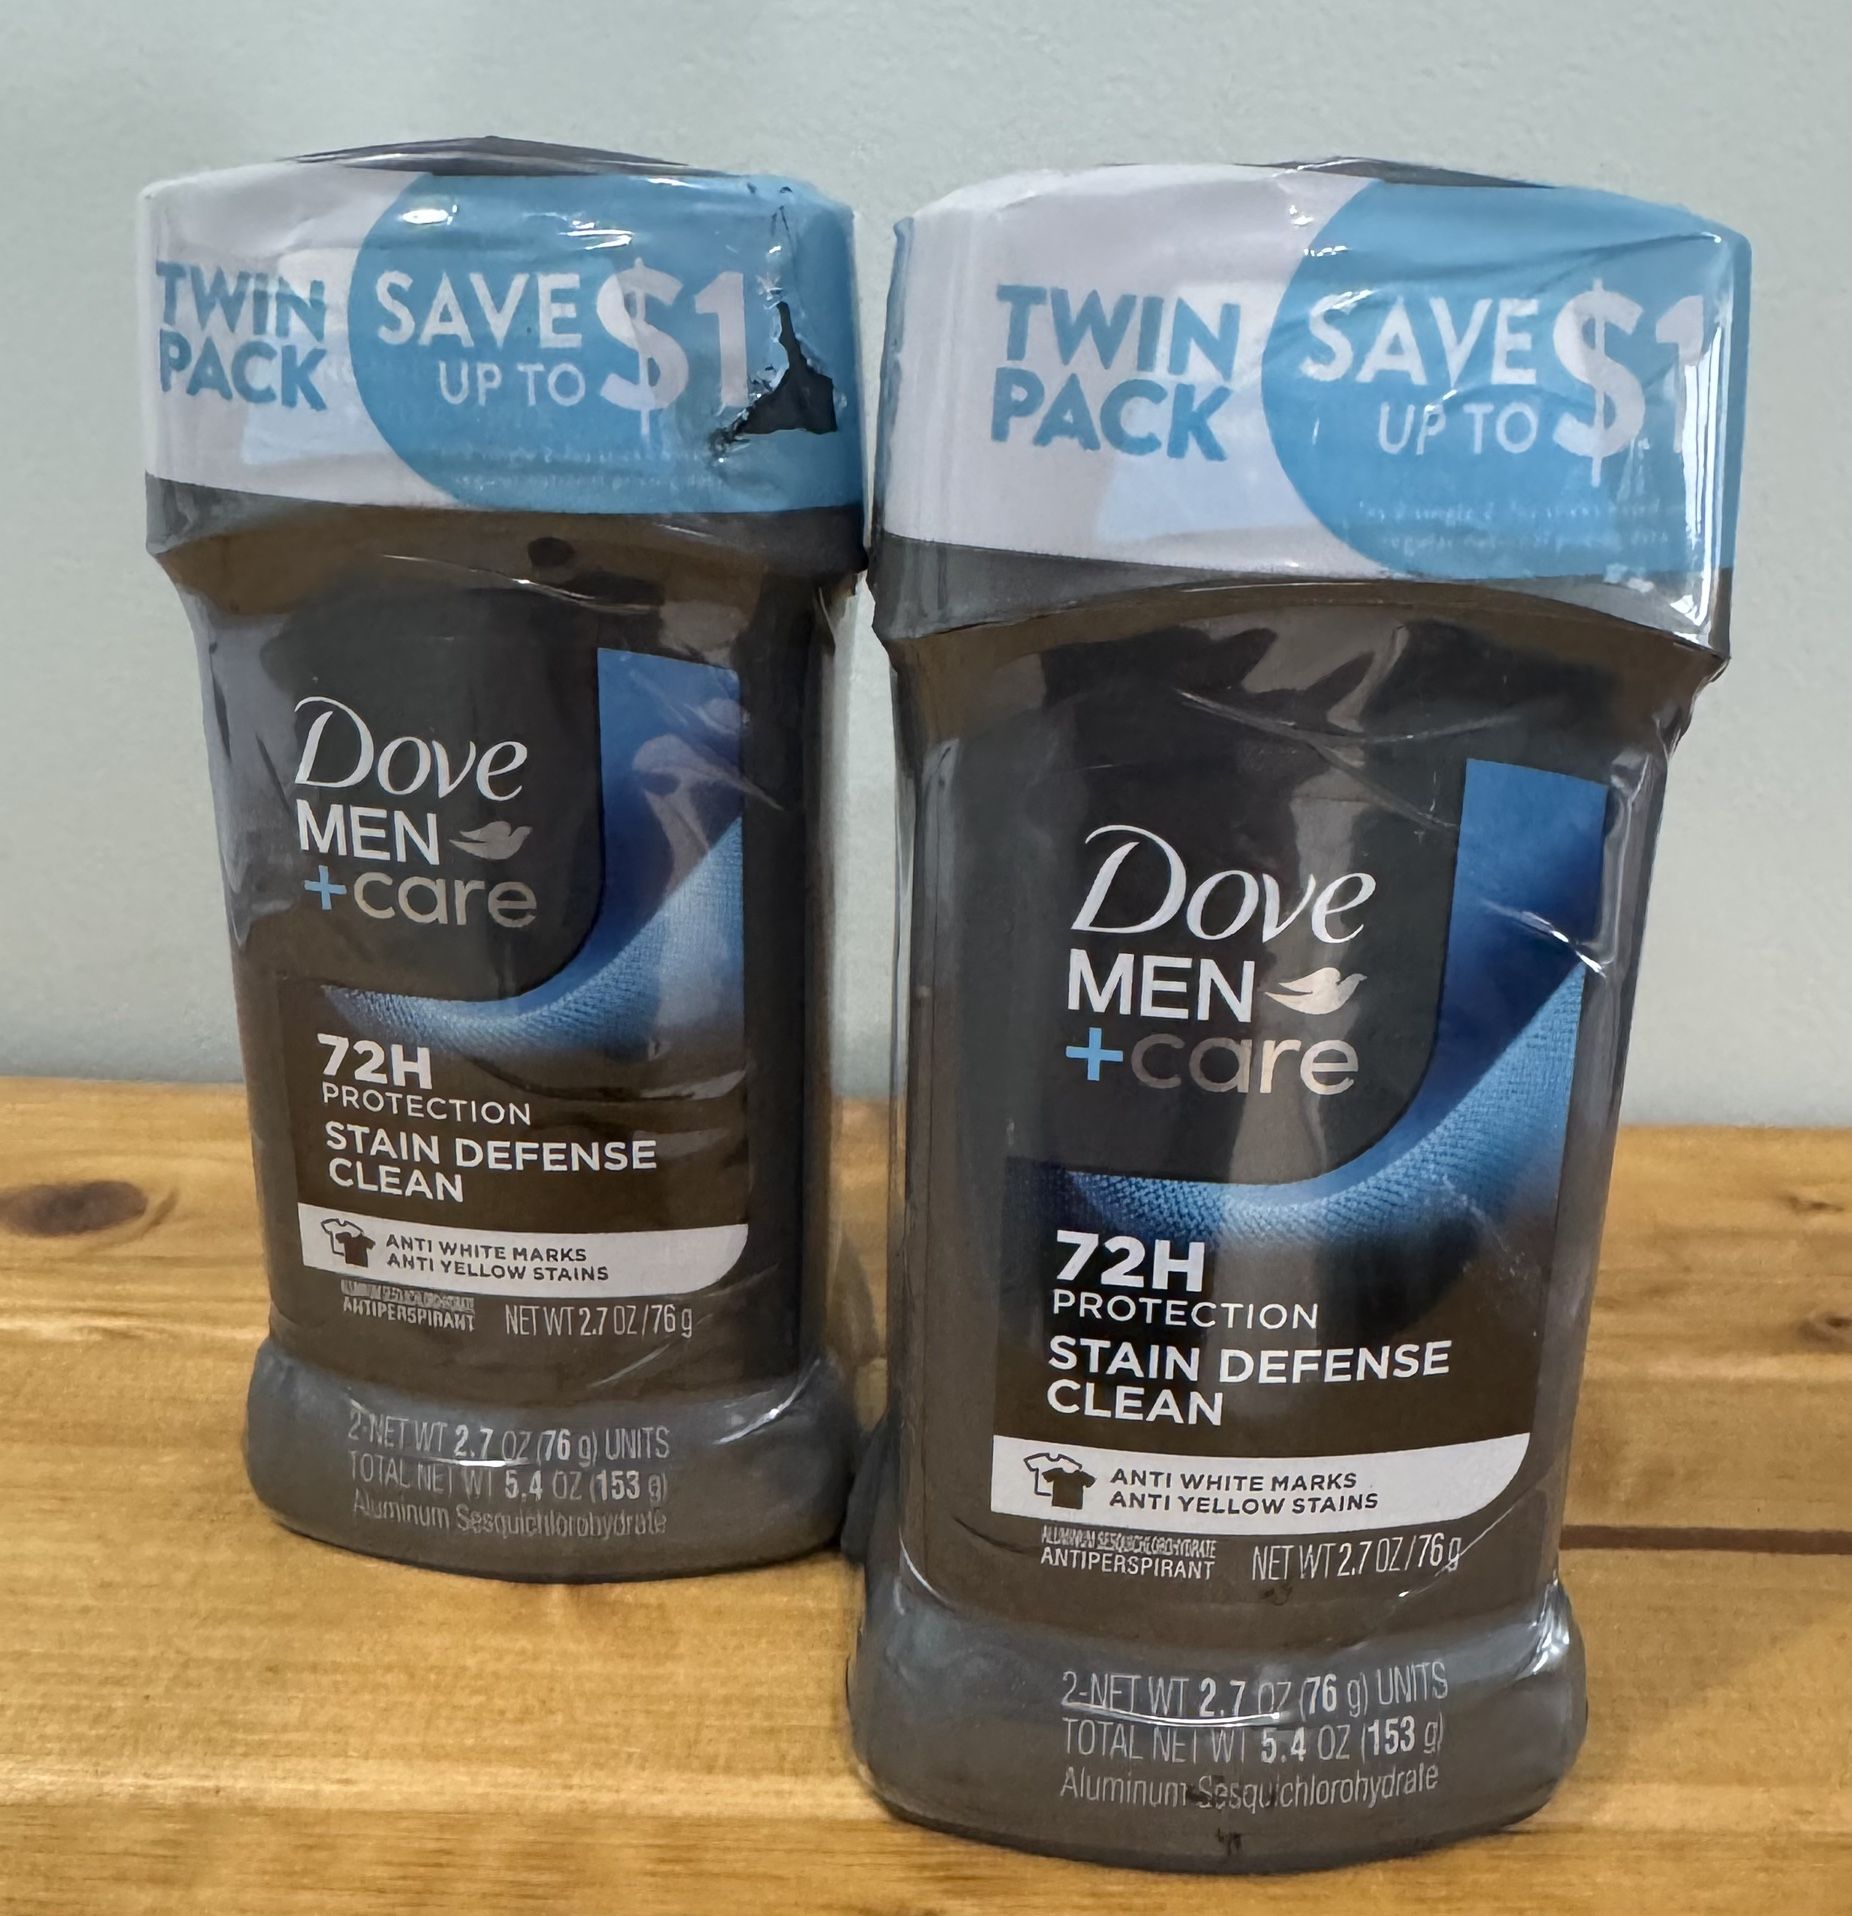 TWIN
PACK
SAVE
UP TO
$1
Dove
MEN
+care
72H
PROTECTION
STAIN DEFENSE
CLEAN
ANTI WHITE MARKS
ANTI YELLOW STAINS
ALUMINUM SESQUICHLOROHYDRATE
ANTIPERSPIRANT
NET WT 2.7 OZ / 76 g
2-NET WT 2.7 OZ (76 g) UNITS
TOTAL NET WT 5.4 OZ (153 g)
Aluminum Sesquichlorohydrate
TWIN
PACK
SAVE
UP TO
$1
Dove
MEN
+care
72H
PROTECTION
STAIN DEFENSE
CLEAN
ANTI WHITE MARKS
ANTI YELLOW STAINS
ALUMINUM SESQUICHLOROHYDRATE
ANTIPERSPIRANT
NET WT 2.7 OZ / 76 g
2-NET WT 2.7 OZ (76 g) UNITS
TOTAL NET WT 5.4 OZ (153 g)
Aluminum Sesquichlorohydrate